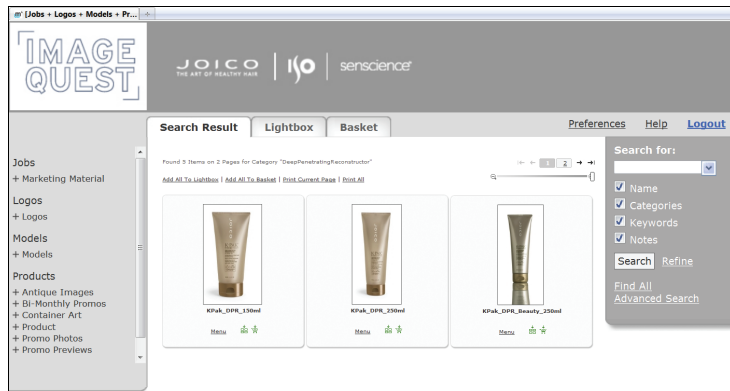 [Jobs + Logos + Models + Pr...
IMAGE
QUEST
JOICO
THE ART OF HEALTHY HAIR
ISO
senscience
Search Result
Lightbox
Basket
Preferences
Help
Logout
Jobs
+ Marketing Material
Logos
+ Logos
Models
+ Models
Products
+ Antique Images
+ Bi-Monthly Promos
+ Container Art
+ Product
+ Promo Photos
+ Promo Previews
Found 5 Items on 2 Pages for Category "DeepPenetratingReconstructor"
1 2
Add All To Lightbox | Add All To Basket | Print Current Page | Print All
KPak_DPR_150ml
Menu
KPak_DPR_250ml
Menu
KPak_DPR_Beauty_250ml
Menu
Search for:
Name
Categories
Keywords
Notes
Search Refine
Find All
Advanced Search